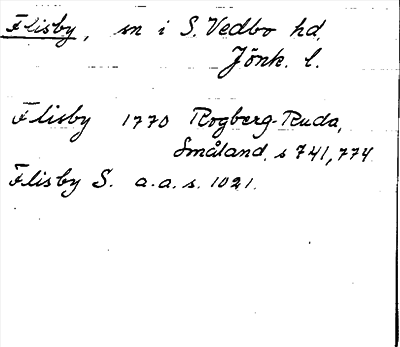 Flisby, sn i S. Vedbo hd.
Jönk. l.
Flisby 1770 Rogberg-Ruda,
Småland. s 741, 774.
Flisby S. a.a. s. 1021.